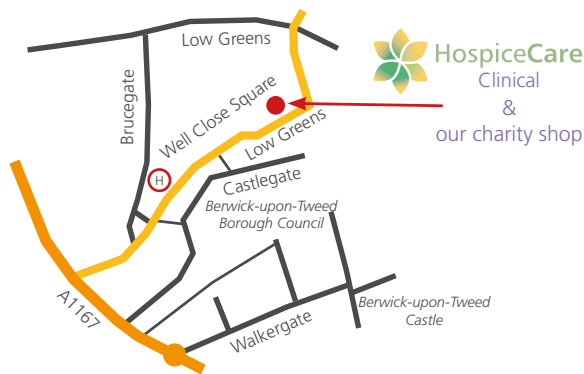 Low Greens
HospiceCare
Clinical
&
our charity shop
Brucegate
Well Close Square
Low Greens
H
Castlegate
Berwick-upon-Tweed
Borough Council
A1167
Walkergate
Berwick-upon-Tweed
Castle